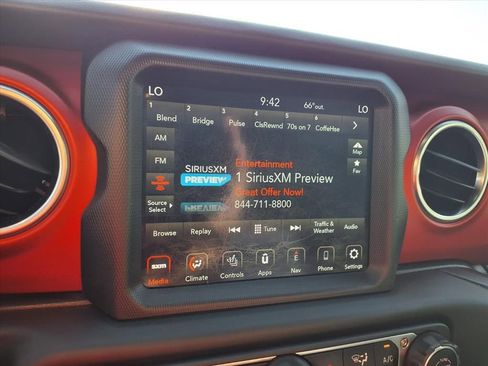 LO 9:42 66°out. LO
1 2 3 4 5 6
Blend Bridge Pulse ClsRewnd 70s on 7 CoffeHse
AM
FM
Source
Select
SIRIUSXM
PREVIEW
Entertainment
1 SiriusXM Preview
Great Offer Now!
844-711-8800
Map
Fav
Browse Replay Tune Traffic &
Weather Audio
sxm
Media Climate Controls Apps Nav Phone Settings
A/C